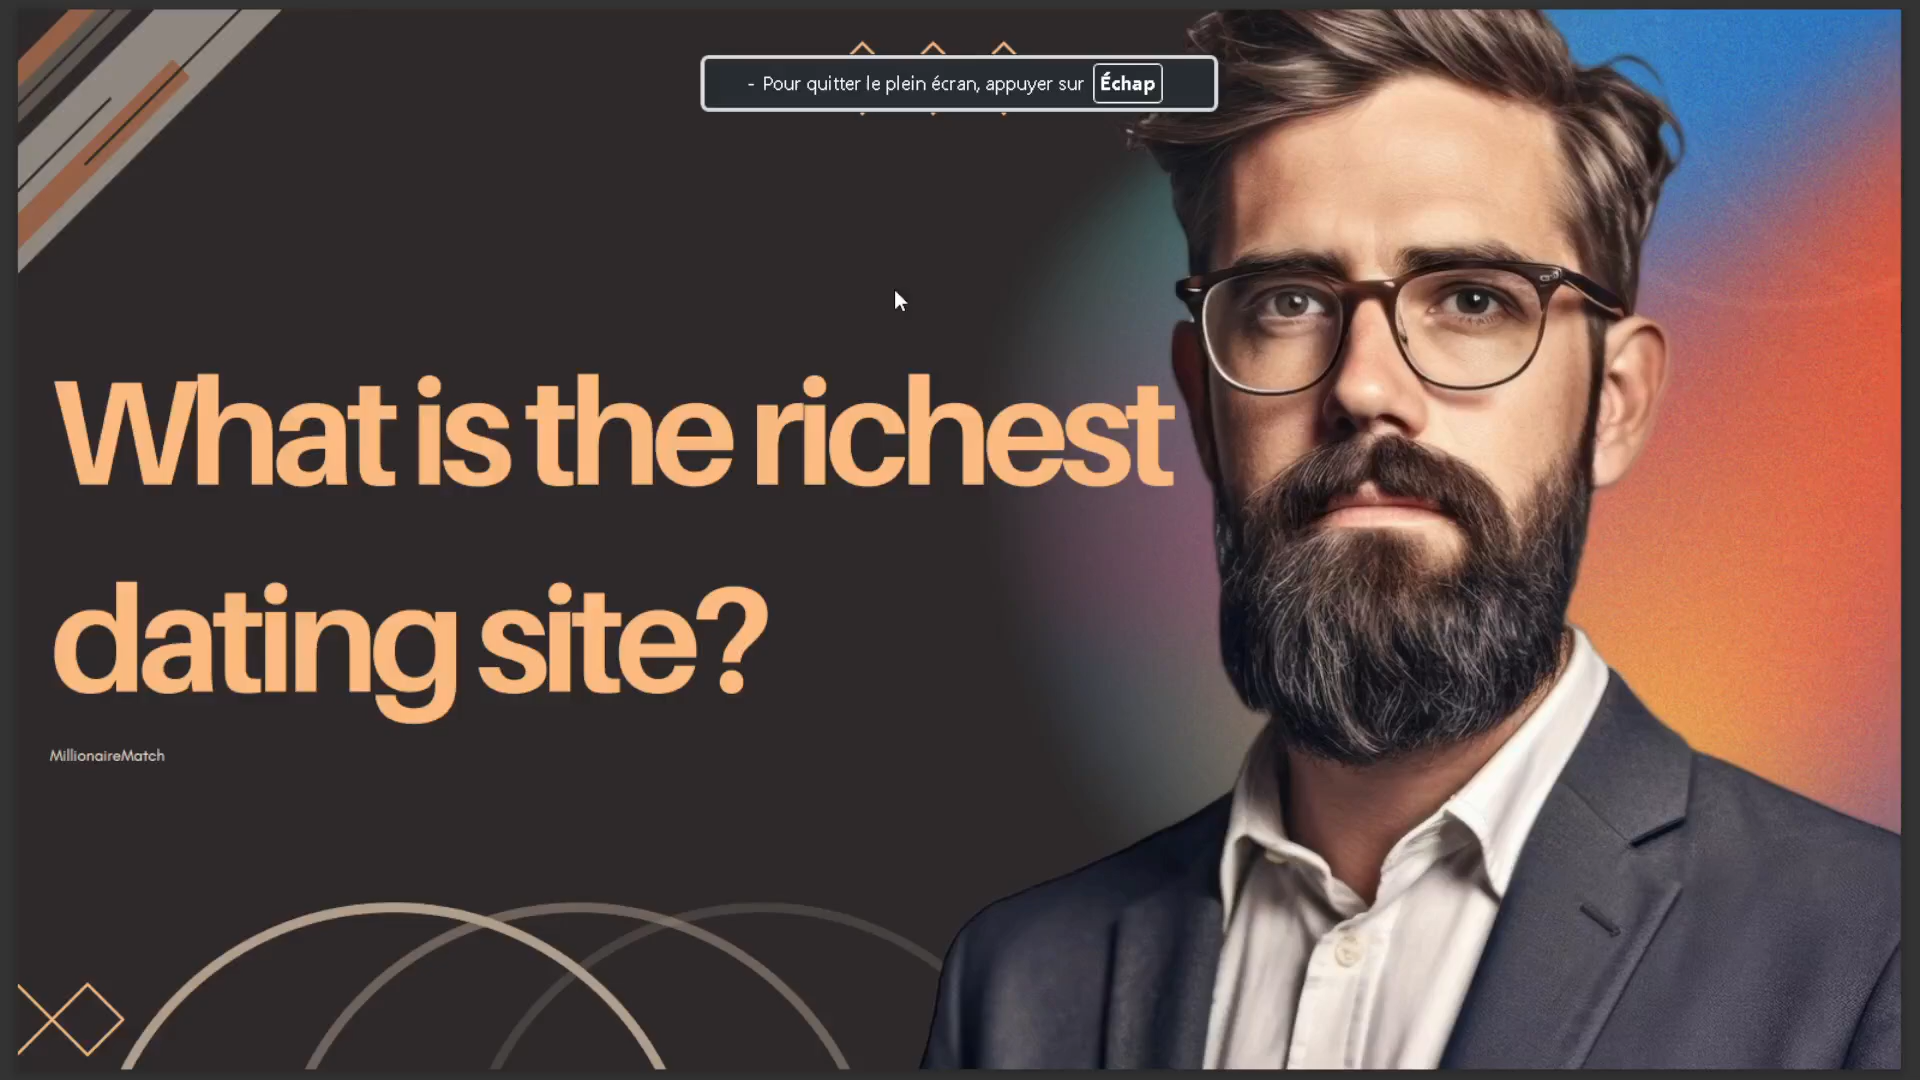 - Pour quitter le plein écran, appuyer sur Échap
What is the richest
dating site?
MillionaireMatch